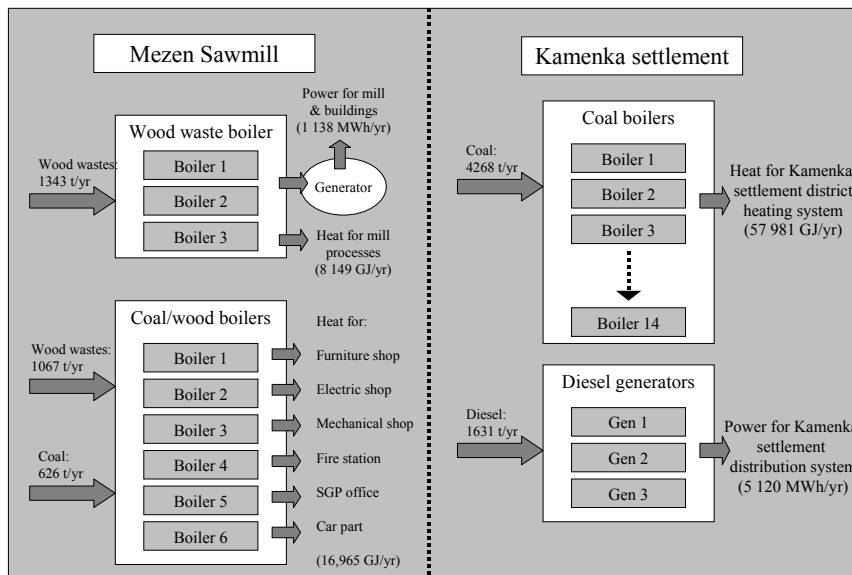 Mezen Sawmill
Power for mill
& buildings
(1 138 MWh/yr)
Wood waste boiler
Wood wastes:
1343 t/yr
Boiler 1
Boiler 2
Boiler 3
Generator
Heat for mill
processes
(8 149 GJ/yr)
Coal/wood boilers
Wood wastes:
1067 t/yr
Coal:
626 t/yr
Boiler 1
Boiler 2
Boiler 3
Boiler 4
Boiler 5
Boiler 6
Heat for:
Furniture shop
Electric shop
Mechanical shop
Fire station
SGP office
Car part
(16,965 GJ/yr)
Kamenka settlement
Coal boilers
Coal:
4268 t/yr
Boiler 1
Boiler 2
Boiler 3
Boiler 14
Heat for Kamenka
settlement district
heating system
(57 981 GJ/yr)
Diesel generators
Diesel:
1631 t/yr
Gen 1
Gen 2
Gen 3
Power for Kamenka
settlement
distribution system
(5 120 MWh/yr)